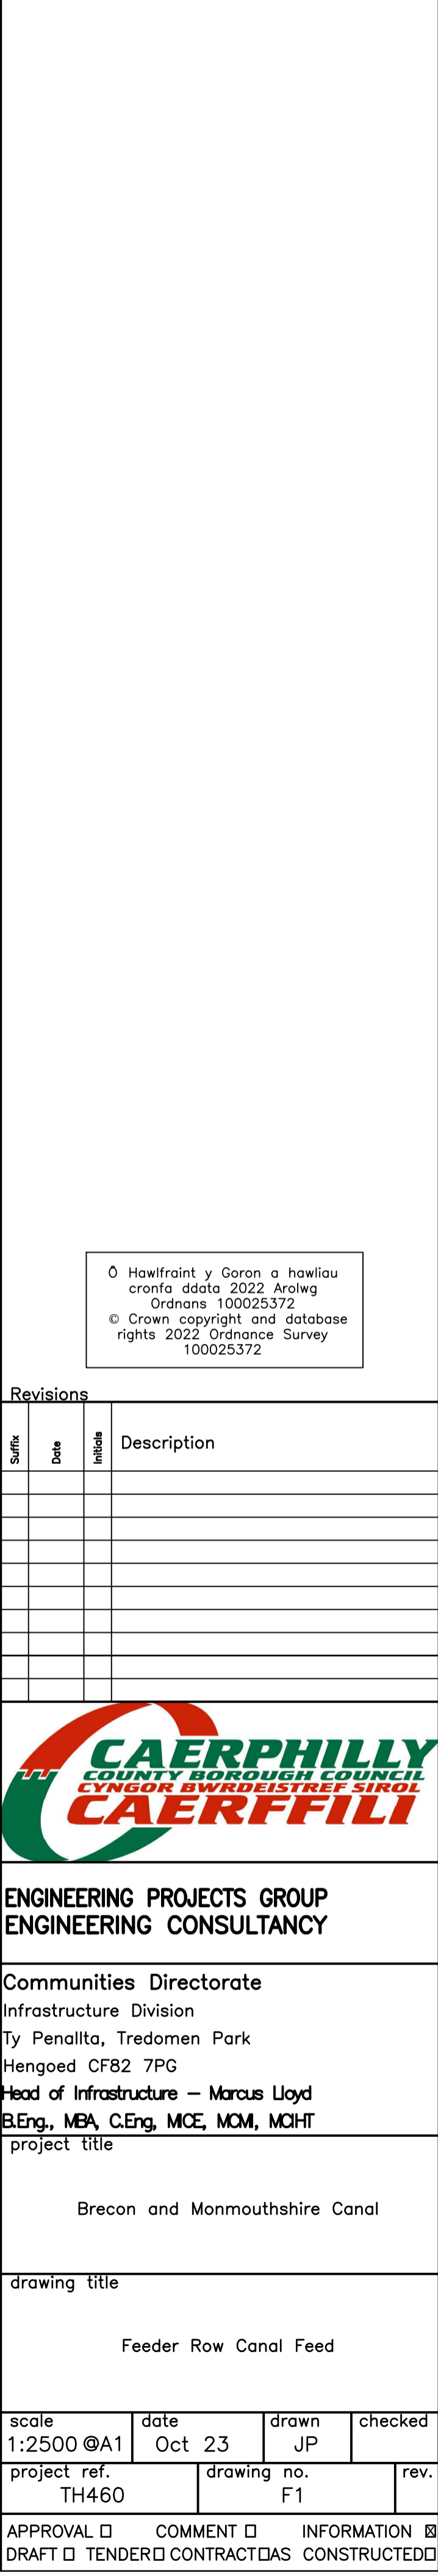 Ō Hawlfraint y Goron a hawliau
cronfa ddata 2022 Arolwg
Ordnans 100025372
© Crown copyright and database
rights 2022 Ordnance Survey
100025372
Revisions
Suffix Date Initials Description
CAERPHILLY
COUNTY BOROUGH COUNCIL
CYNGOR BWRDEISTREF SIROL
CAERFFILI
ENGINEERING PROJECTS GROUP
ENGINEERING CONSULTANCY
Communities Directorate
Infrastructure Division
Ty Penallta, Tredomen Park
Hengoed CF82 7PG
Head of Infrastructure – Marcus Lloyd
B.Eng., MBA, C.Eng, MICE, MCMI, MCIHT
project title
Brecon and Monmouthshire Canal
drawing title
Feeder Row Canal Feed
scale date drawn checked
1:2500 @A1 Oct 23 JP
project ref. drawing no. rev.
TH460 F1
APPROVAL ☐ COMMENT ☐ INFORMATION ☒
DRAFT ☐ TENDER ☐ CONTRACT ☐ AS CONSTRUCTED ☐